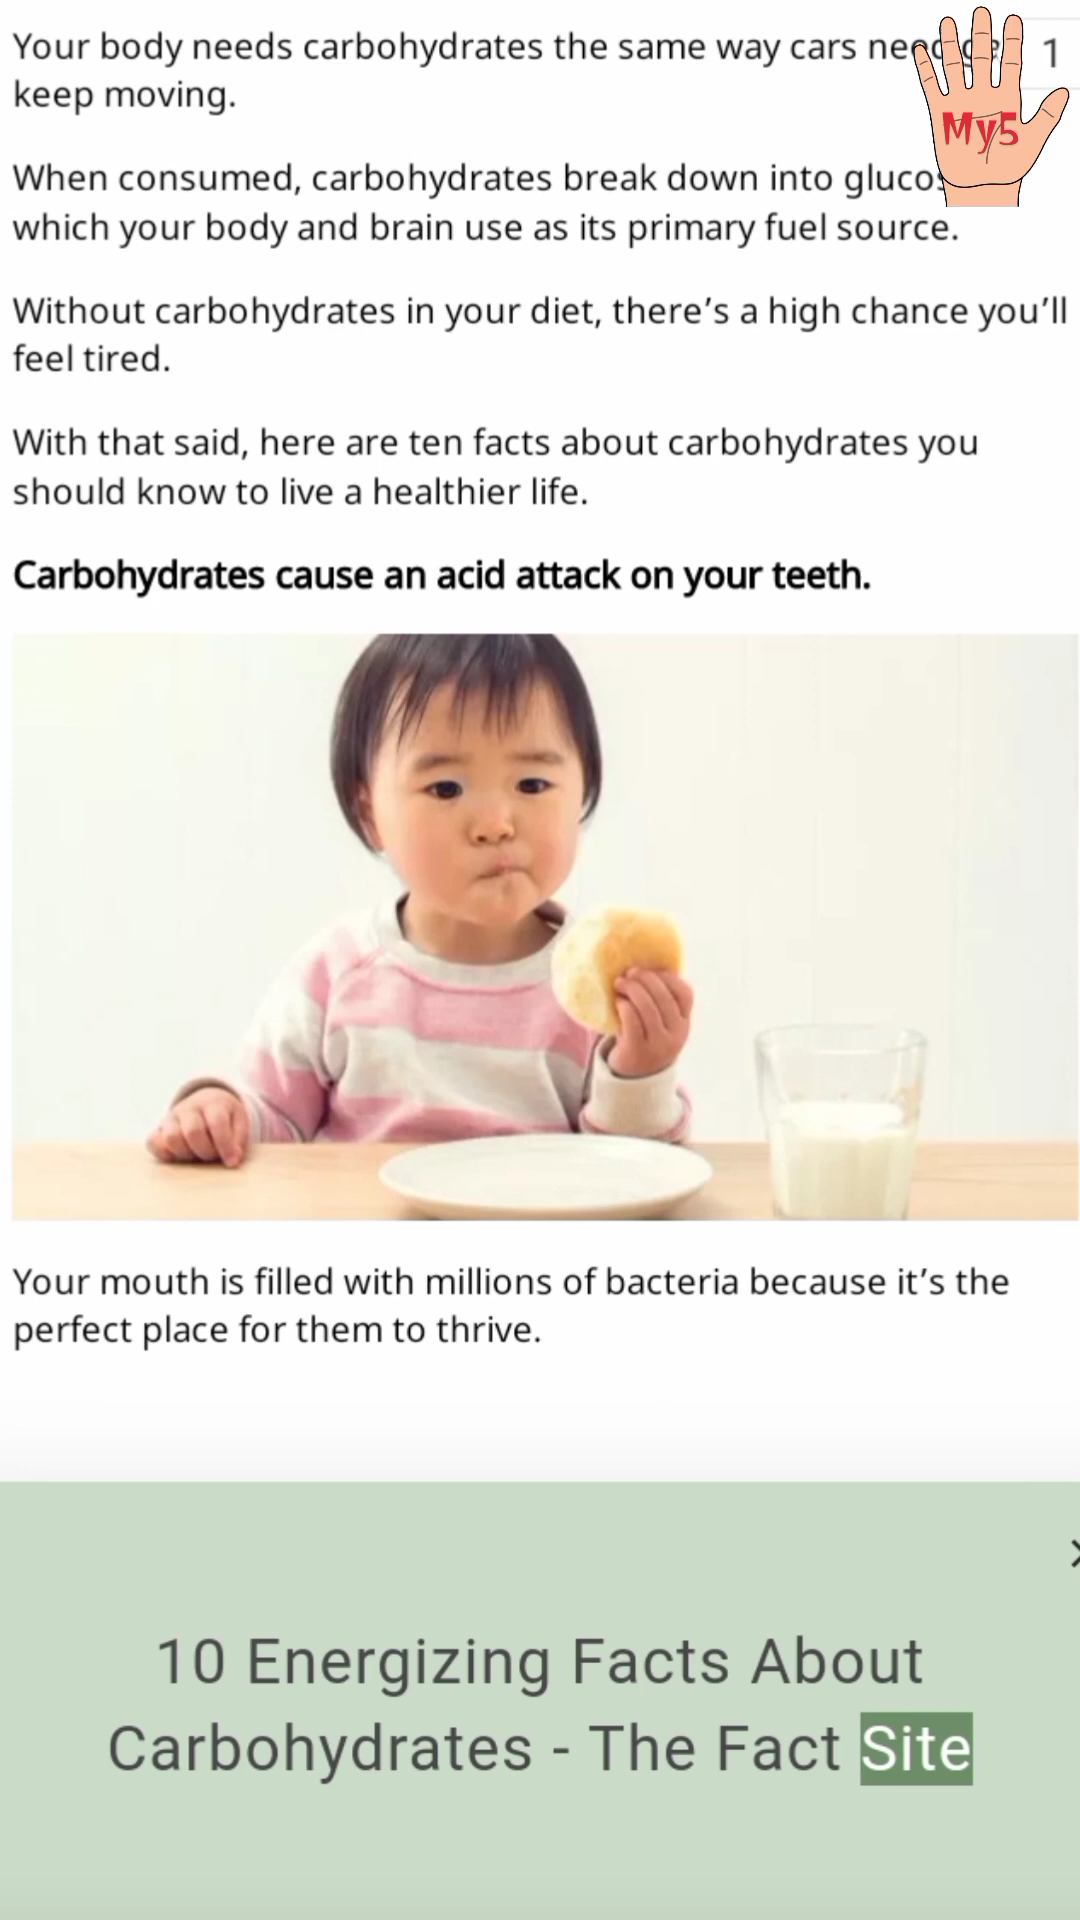 Your body needs carbohydrates the same way cars need
1
keep moving.
My5
When consumed, carbohydrates break down into
which your body and brain use as its primary fuel source.
Without carbohydrates in your diet, there’s a high chance you’ll
feel tired.
With that said, here are ten facts about carbohydrates you
should know to live a healthier life.
Carbohydrates cause an acid attack on your teeth.
Your mouth is filled with millions of bacteria because it’s the
perfect place for them to thrive.
10 Energizing Facts About
Carbohydrates - The Fact Site